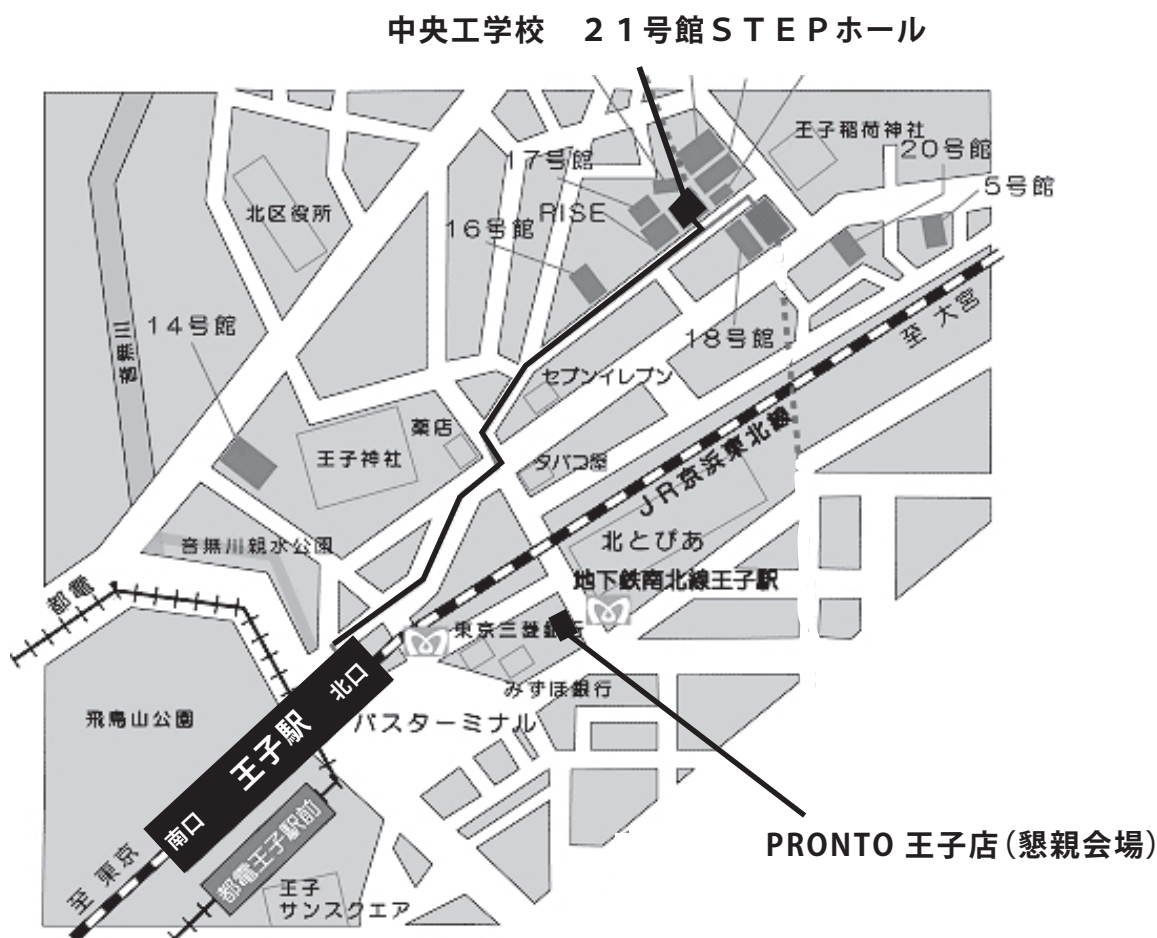 中央工学校　２１号館ＳＴＥＰホール
王子稲荷神社
２０号館
５号館
１７号館
RISE
１６号館
北区役所
１４号館
音無川
１８号館
至 大宮
セブンイレブン
薬店
王子神社
タバコ屋
ＪＲ京浜東北線
北とぴあ
音無川親水公園
地下鉄南北線王子駅
都電
東京三菱銀行
みずほ銀行
北口
飛鳥山公園
バスターミナル
王子駅
南口
都電王子駅前
PRONTO 王子店（懇親会場）
至 東京
王子
サンスクエア